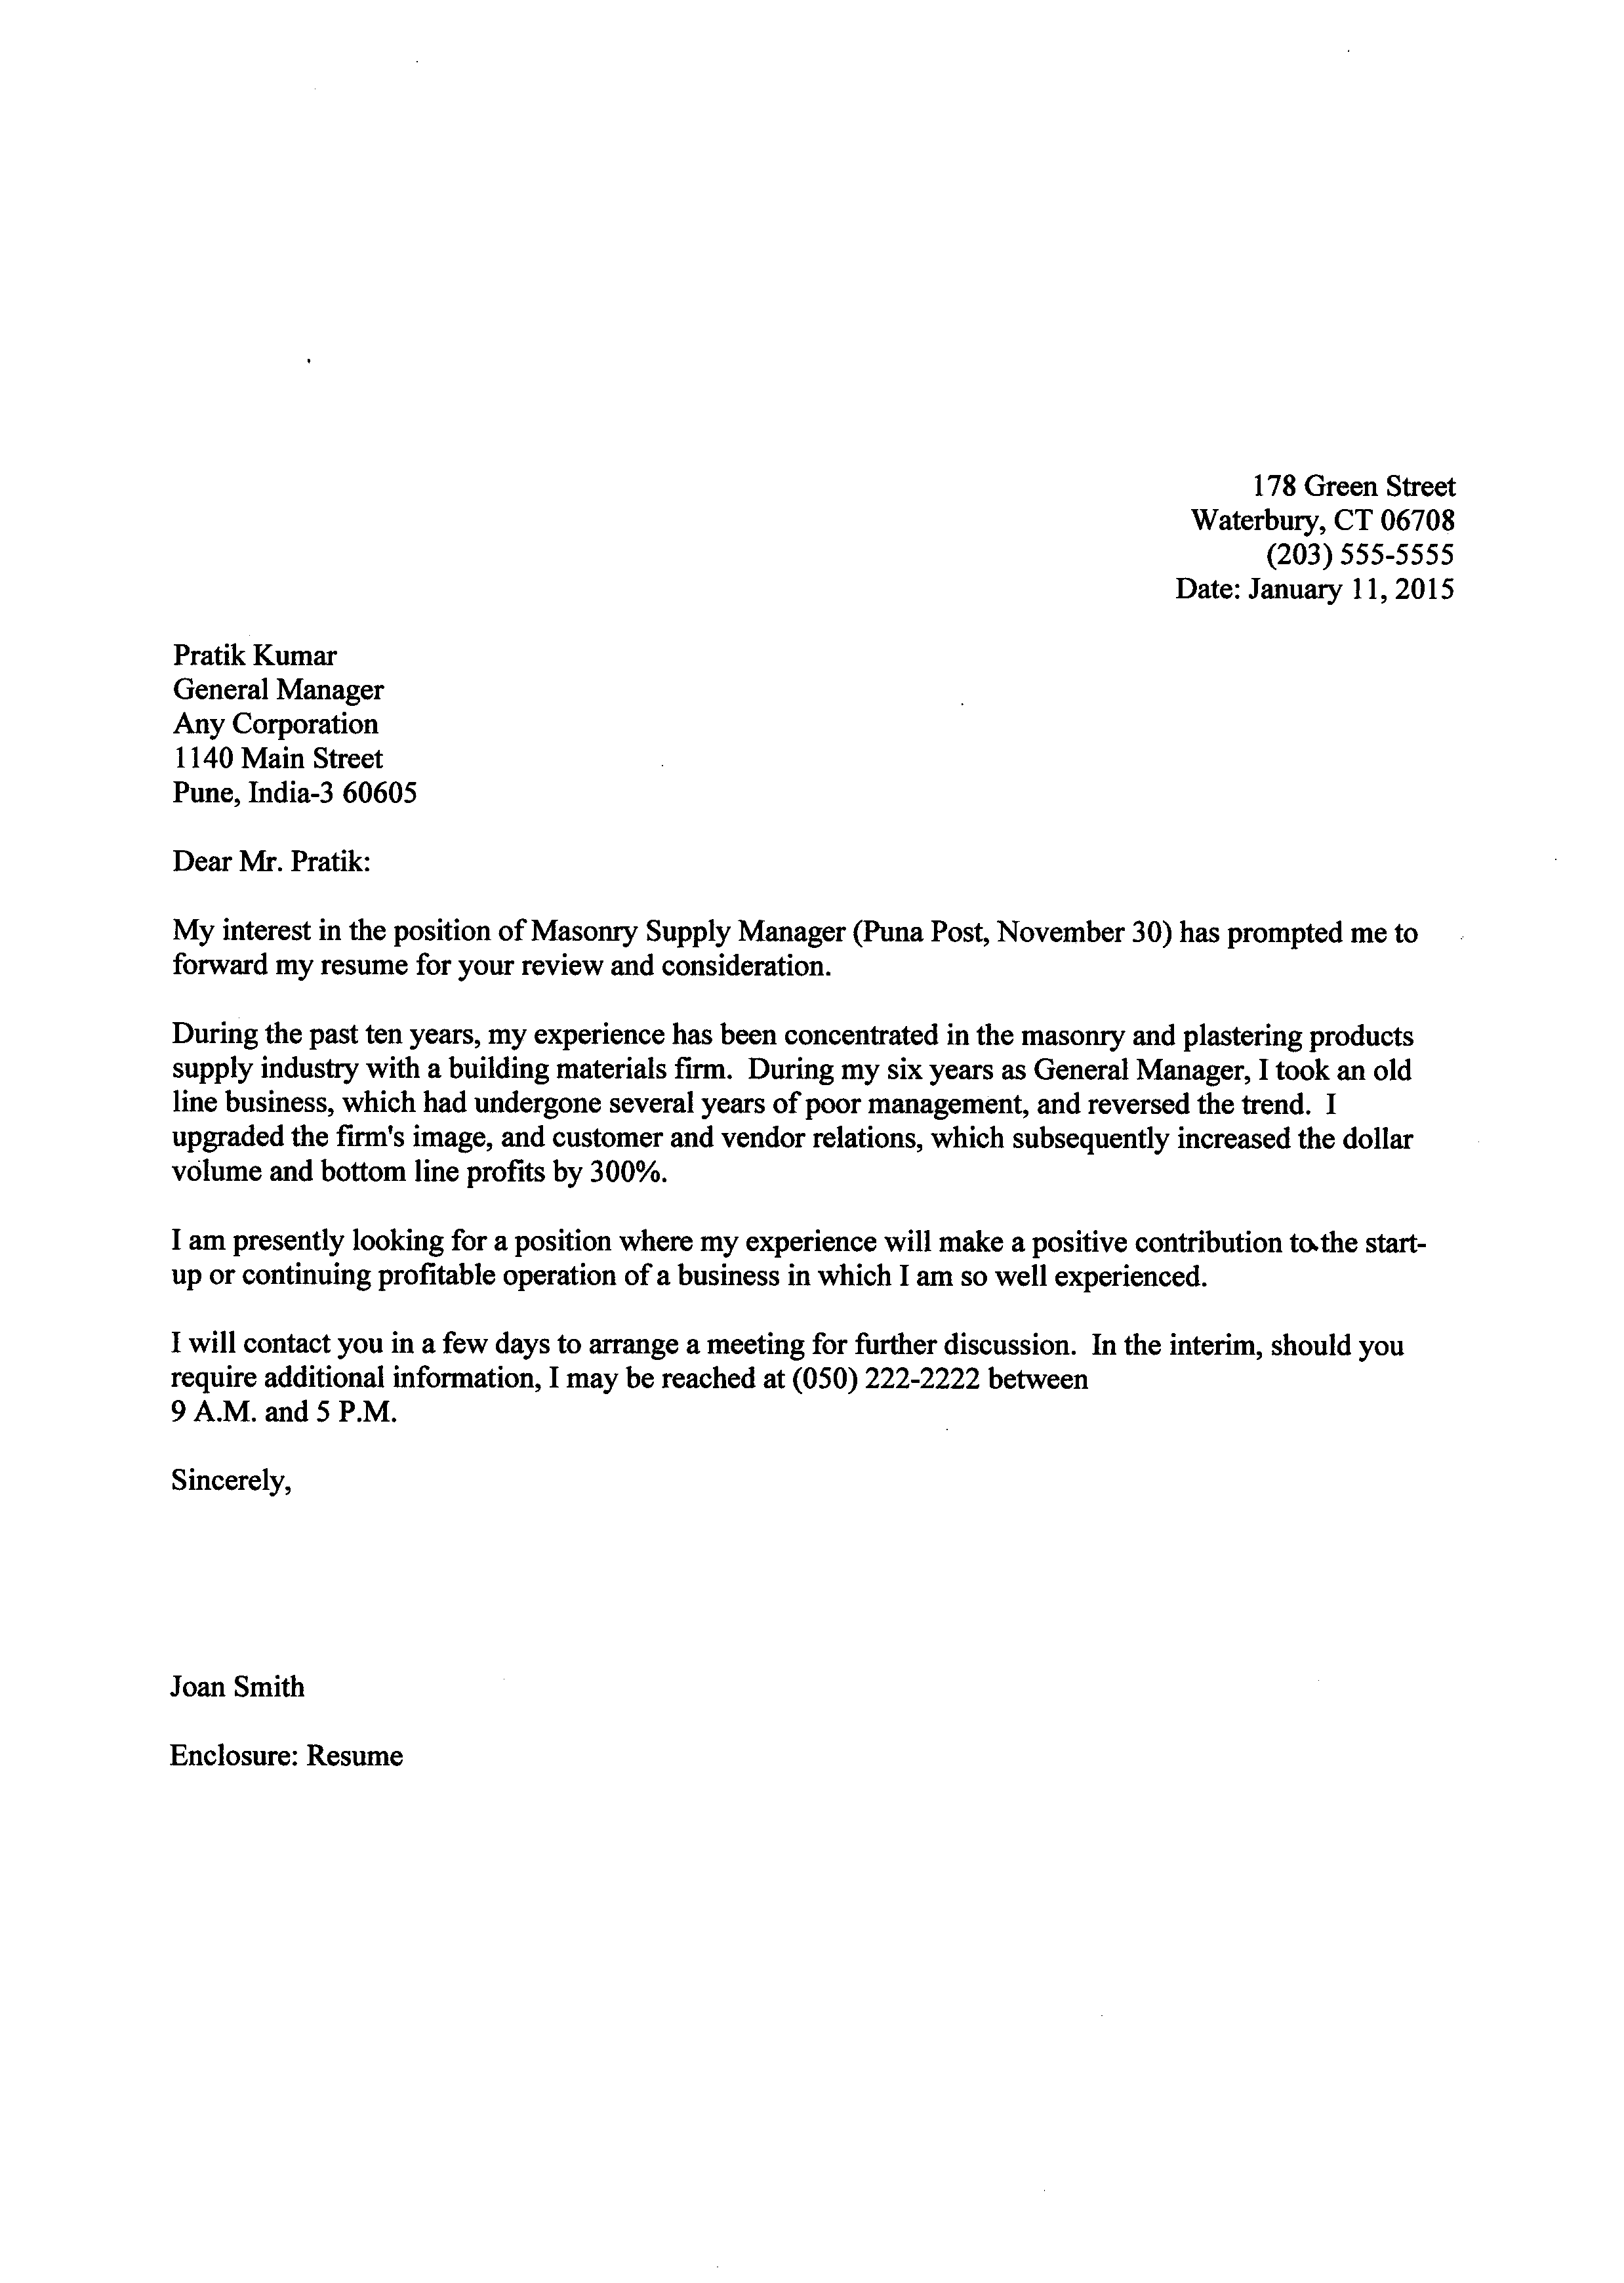 178 Green Street
Waterbury, CT 06708
(203) 555-5555
Date: January 11, 2015
Pratik Kumar
General Manager
Any Corporation
1140 Main Street
Pune, India-3 60605
Dear Mr. Pratik:
My interest in the position of Masonry Supply Manager (Puna Post, November 30) has prompted me to
forward my resume for your review and consideration.
During the past ten years, my experience has been concentrated in the masonry and plastering products
supply industry with a building materials firm. During my six years as General Manager, I took an old
line business, which had undergone several years of poor management, and reversed the trend. I
upgraded the firm's image, and customer and vendor relations, which subsequently increased the dollar
volume and bottom line profits by 300%.
I am presently looking for a position where my experience will make a positive contribution to the start-
up or continuing profitable operation of a business in which I am so well experienced.
I will contact you in a few days to arrange a meeting for further discussion. In the interim, should you
require additional information, I may be reached at (050) 222-2222 between
9 A.M. and 5 P.M.
Sincerely,
Joan Smith
Enclosure: Resume